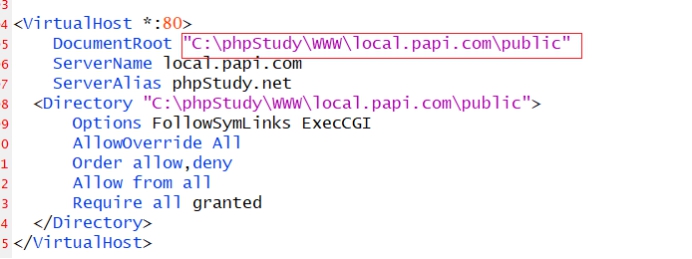 3
4 <VirtualHost *:80>
5 DocumentRoot "C:\phpStudy\WWW\local.papi.com\public"
6 ServerName local.papi.com
7 ServerAlias phpStudy.net
8 <Directory "C:\phpStudy\WWW\local.papi.com\public">
9 Options FollowSymLinks ExecCGI
0 AllowOverride All
1 Order allow,deny
2 Allow from all
3 Require all granted
4 </Directory>
5 </VirtualHost>